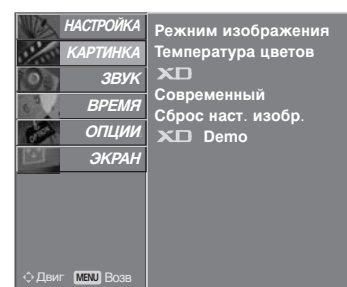 НАСТРОЙКА
КАРТИНКА
ЗВУК
ВРЕМЯ
ОПЦИИ
ЭКРАН
Режним изображения
Температура цветов
XD
Современный
Сброс наст. изобр.
XD Demo
Двиг MENU Возв